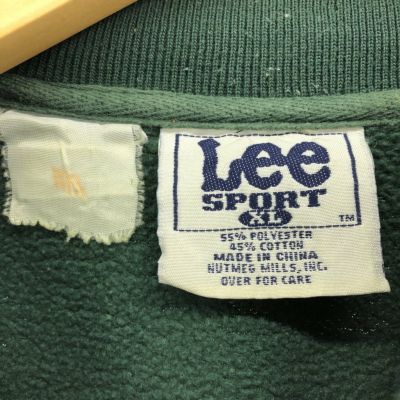 Lee
SPORT
XL
TM
55% POLYESTER
45% COTTON
MADE IN CHINA
NUTMEG MILLS, INC.
OVER FOR CARE